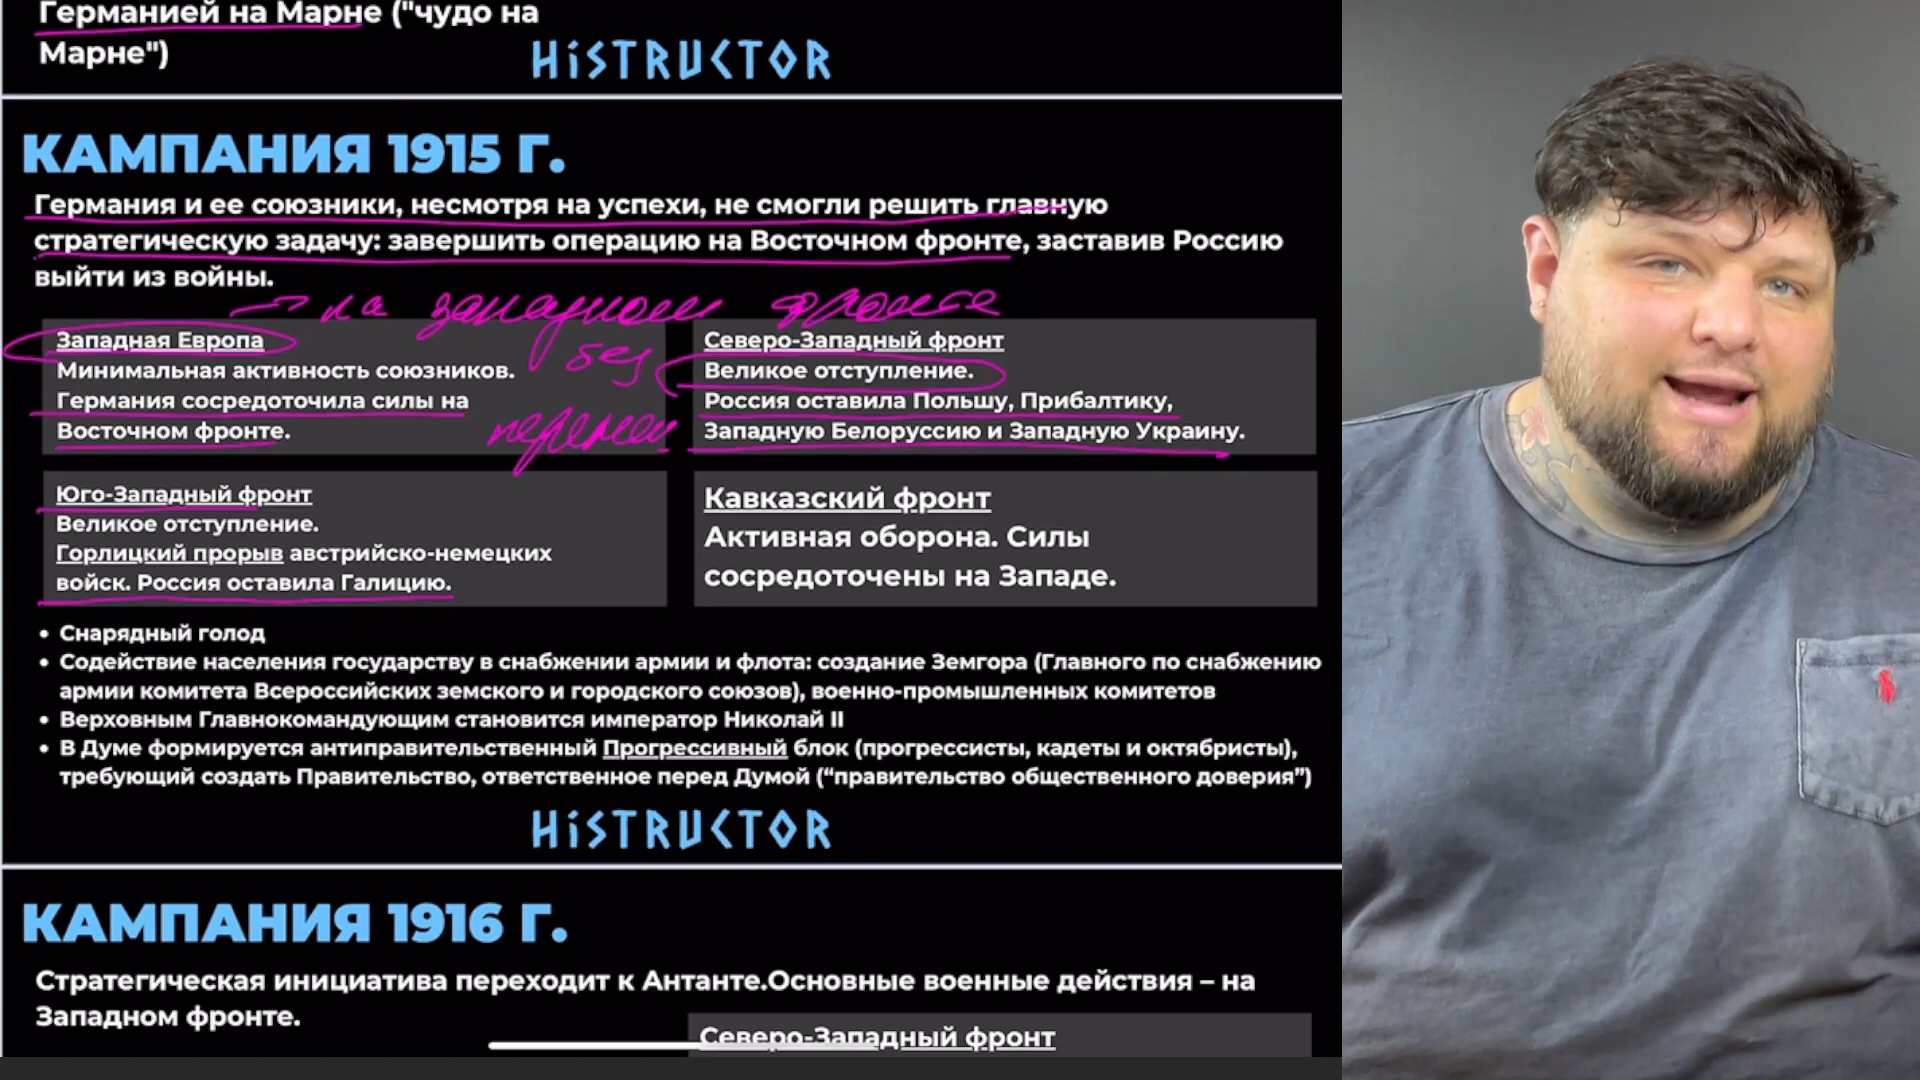 Германией на Марне ("чудо на
Марне")
HiSTRUCTOR
КАМПАНИЯ 1915 Г.
Германия и ее союзники, несмотря на успехи, не смогли решить главную
стратегическую задачу: завершить операцию на Восточном фронте, заставив Россию
выйти из войны.
на западном фронте
без
перемен
Западная Европа
Минимальная активность союзников.
Германия сосредоточила силы на
Восточном фронте.
Северо-Западный фронт
Великое отступление.
Россия оставила Польшу, Прибалтику,
Западную Белоруссию и Западную Украину.
Юго-Западный фронт
Великое отступление.
Горлицкий прорыв австрийско-немецких
войск. Россия оставила Галицию.
Кавказский фронт
Активная оборона. Силы
сосредоточены на Западе.
• Снарядный голод
• Содействие населения государству в снабжении армии и флота: создание Земгора (Главного по снабжению
армии комитета Всероссийских земского и городского союзов), военно-промышленных комитетов
• Верховным Главнокомандующим становится император Николай II
• В Думе формируется антиправительственный Прогрессивный блок (прогрессисты, кадеты и октябристы),
требующий создать Правительство, ответственное перед Думой (“правительство общественного доверия”)
HiSTRUCTOR
КАМПАНИЯ 1916 Г.
Стратегическая инициатива переходит к Антанте.Основные военные действия – на
Западном фронте.
Северо-Западный фронт